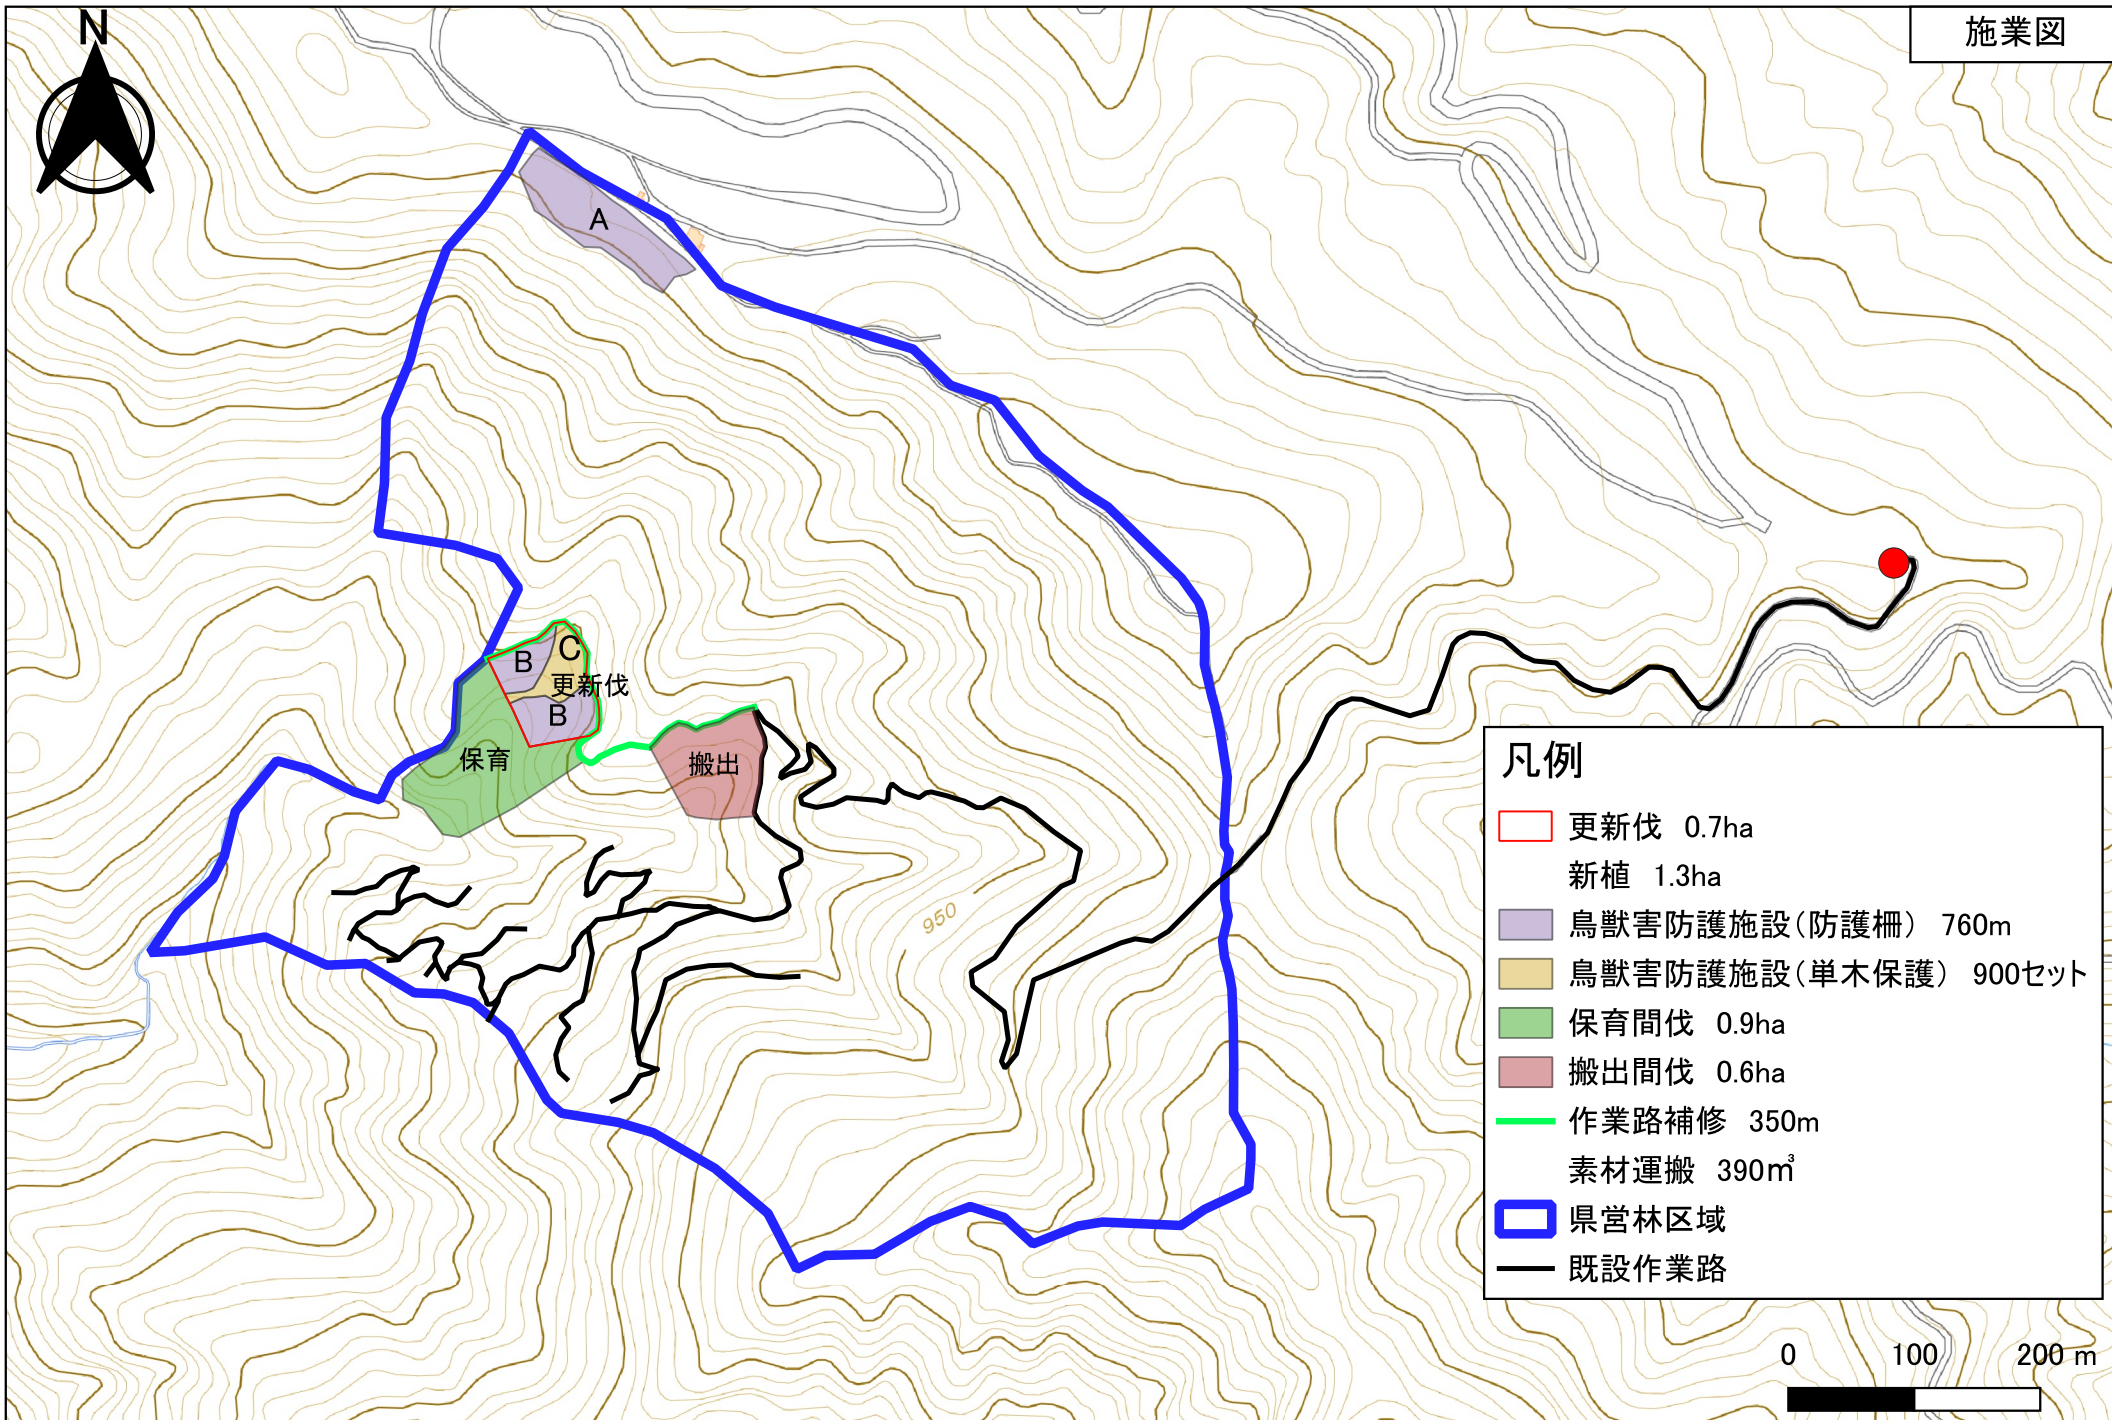 施業図
N
A
B
C
更新伐
B
保育
搬出
950
凡例
更新伐 0.7ha
新植 1.3ha
鳥獣害防護施設(防護柵) 760m
鳥獣害防護施設(単木保護) 900セット
保育間伐 0.9ha
搬出間伐 0.6ha
作業路補修 350m
素材運搬 390㎥
県営林区域
既設作業路
0 100 200 m